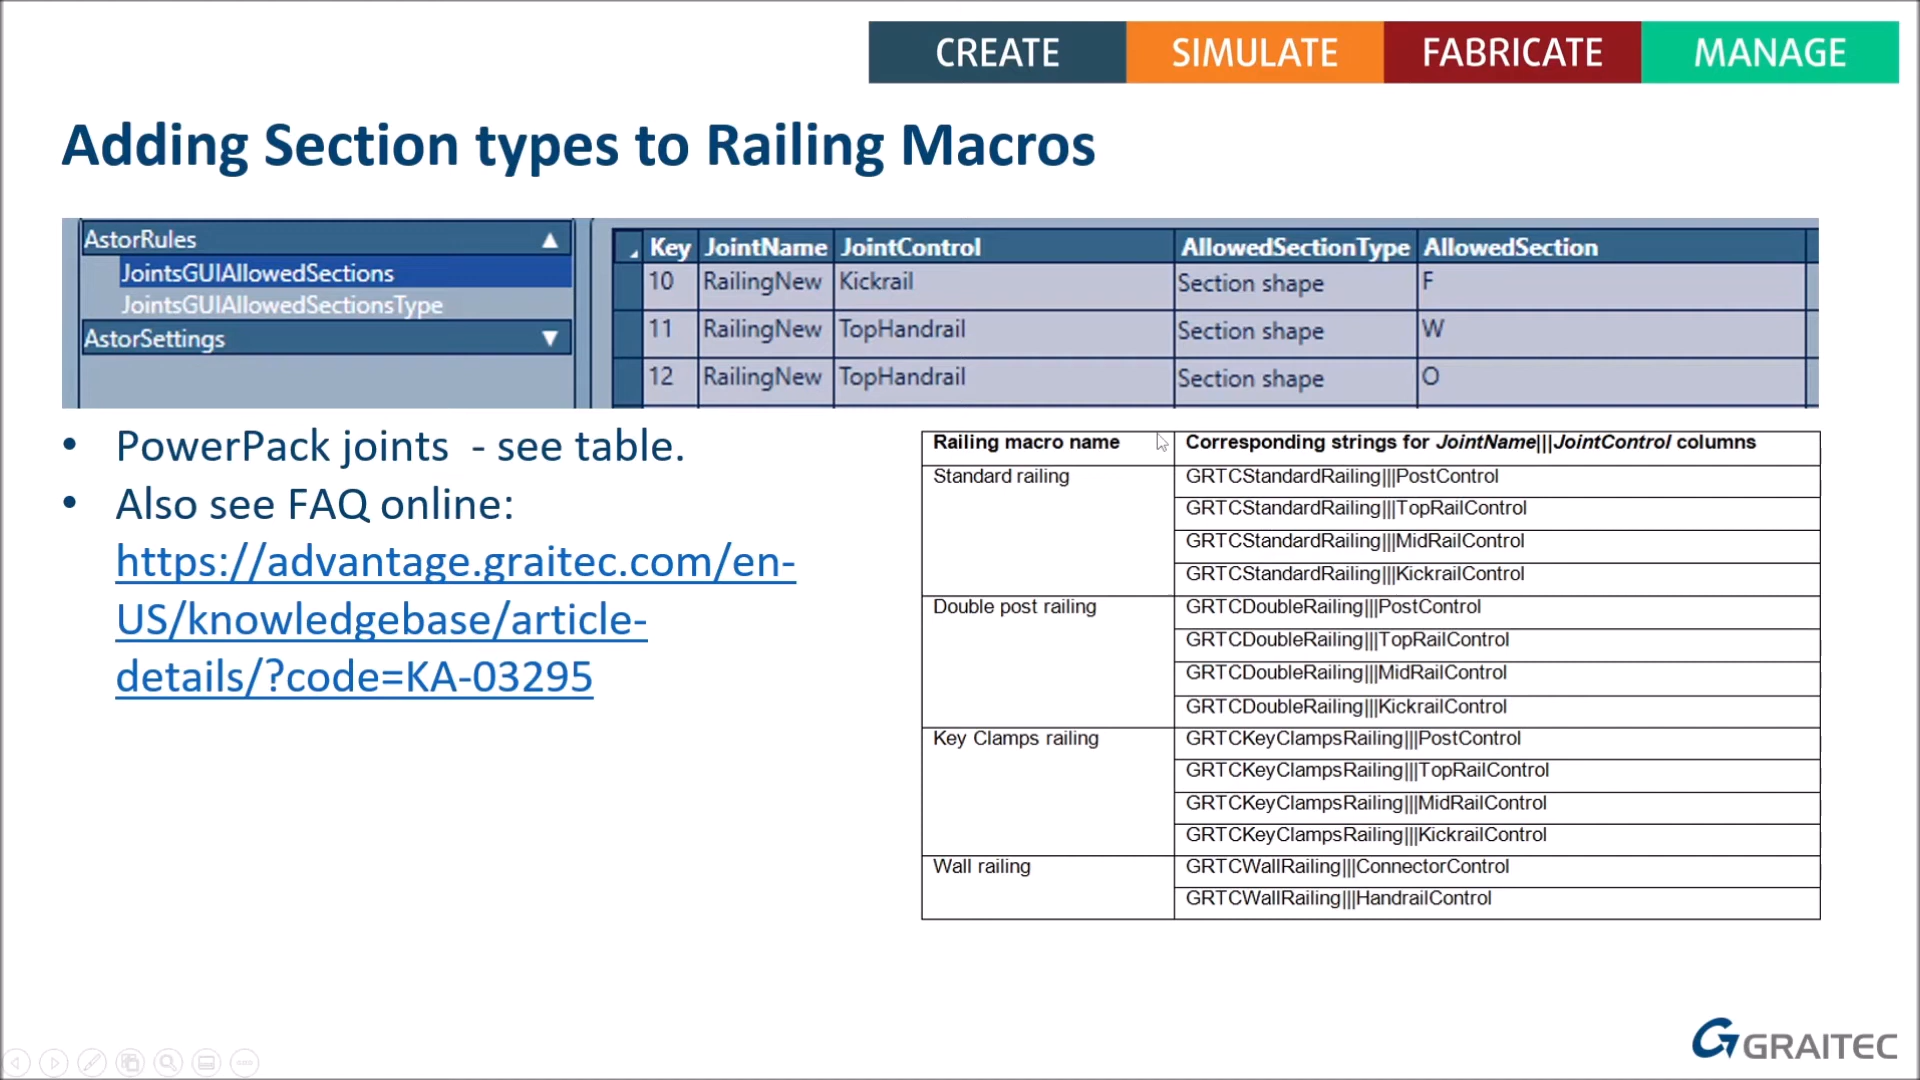 CREATE SIMULATE FABRICATE MANAGE
Adding Section types to Railing Macros
AstorRules
JointsGUIAllowedSections
JointsGUIAllowedSectionsType
AstorSettings
Key JointName JointControl AllowedSectionType AllowedSection
10 RailingNew Kickrail Section shape F
11 RailingNew TopHandrail Section shape W
12 RailingNew TopHandrail Section shape O
• PowerPack joints - see table.
• Also see FAQ online:
https://advantage.graitec.com/en-
US/knowledgebase/article-
details/?code=KA-03295
Railing macro name Corresponding strings for JointName|||JointControl columns
Standard railing GRTCStandardRailing|||PostControl
GRTCStandardRailing|||TopRailControl
GRTCStandardRailing|||MidRailControl
GRTCStandardRailing|||KickrailControl
Double post railing GRTCDoubleRailing|||PostControl
GRTCDoubleRailing|||TopRailControl
GRTCDoubleRailing|||MidRailControl
GRTCDoubleRailing|||KickrailControl
Key Clamps railing GRTCKeyClampsRailing|||PostControl
GRTCKeyClampsRailing|||TopRailControl
GRTCKeyClampsRailing|||MidRailControl
GRTCKeyClampsRailing|||KickrailControl
Wall railing GRTCWallRailing|||ConnectorControl
GRTCWallRailing|||HandrailControl
GRAITEC